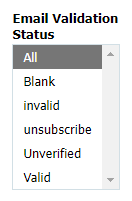 Email Validation
Status
All
Blank
invalid
unsubscribe
Unverified
Valid